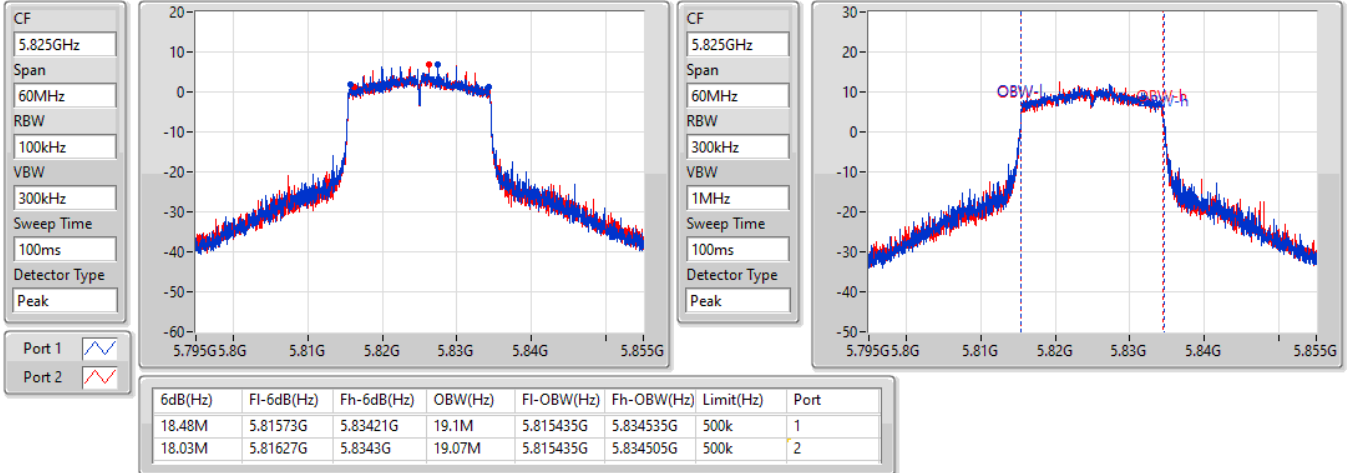 CF
5.825GHz
Span
60MHz
RBW
100kHz
VBW
300kHz
Sweep Time
100ms
Detector Type
Peak
Port 1
Port 2
20
10
0
-10
-20
-30
-40
-50
-60
5.795G 5.8G 5.81G 5.82G 5.83G 5.84G 5.855G
CF
5.825GHz
Span
60MHz
RBW
300kHz
VBW
1MHz
Sweep Time
100ms
Detector Type
Peak
30
20
10
0
-10
-20
-30
-40
-50
OBW-l OBW-h OBW-h
5.795G 5.8G 5.81G 5.82G 5.83G 5.84G 5.855G
6dB(Hz) Fl-6dB(Hz) Fh-6dB(Hz) OBW(Hz) Fl-OBW(Hz) Fh-OBW(Hz) Limit(Hz) Port
18.48M 5.81573G 5.83421G 19.1M 5.815435G 5.834535G 500k 1
18.03M 5.81627G 5.8343G 19.07M 5.815435G 5.834505G 500k 2